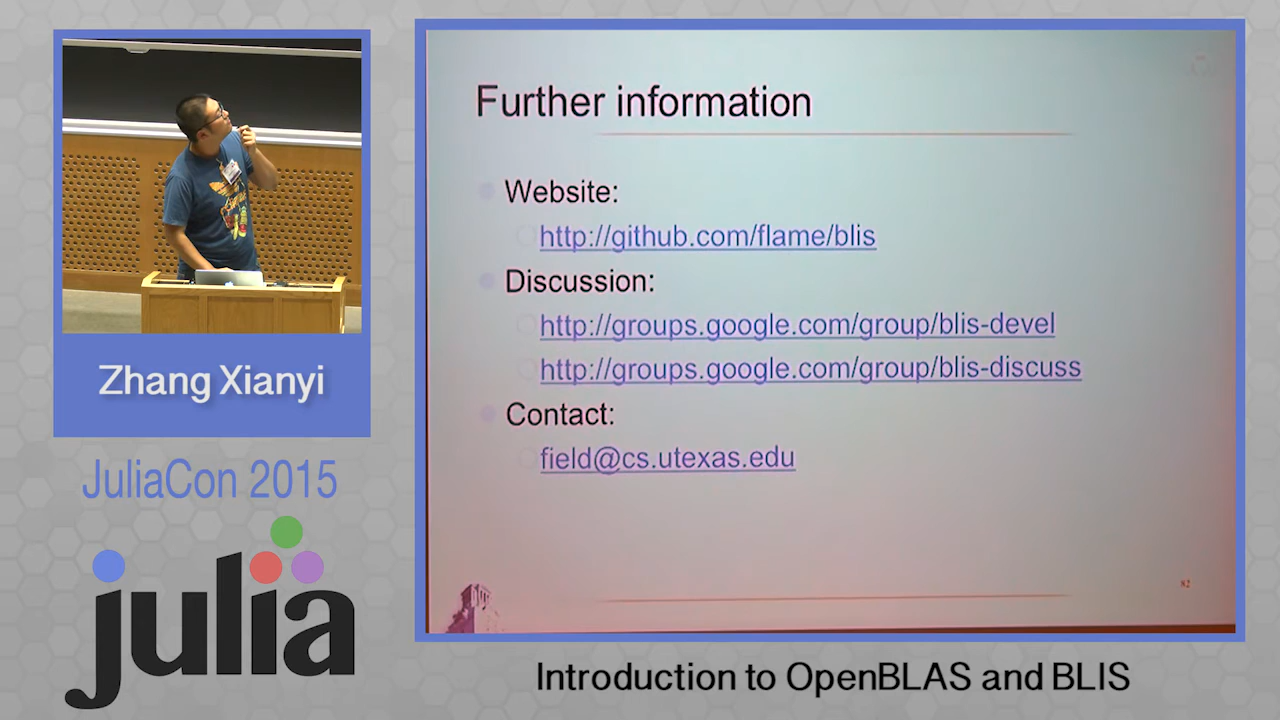 Zhang Xianyi
JuliaCon 2015
julia
Further information
Website:
http://github.com/flame/blis
Discussion:
http://groups.google.com/group/blis-devel
http://groups.google.com/group/blis-discuss
Contact:
field@cs.utexas.edu
Introduction to OpenBLAS and BLIS